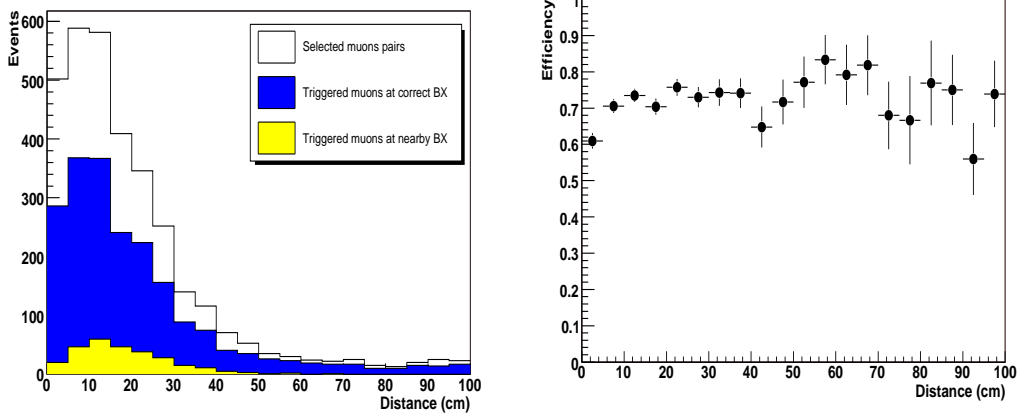 Events
600
500
400
300
200
100
0
0 10 20 30 40 50 60 70 80 90 100
Distance (cm)
Selected muons pairs
Triggered muons at correct BX
Triggered muons at nearby BX
Efficiency
1
0.9
0.8
0.7
0.6
0.5
0.4
0.3
0.2
0.1
0
0 10 20 30 40 50 60 70 80 90 100
Distance (cm)